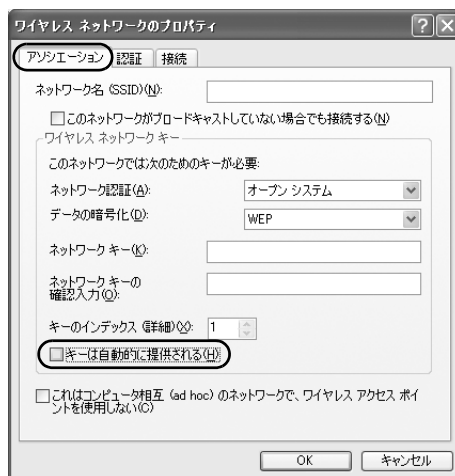 ワイヤレス ネットワークのプロパティ
アソシエーション 認証 接続
ネットワーク名 (SSID)(N):
このネットワークがブロードキャストしていない場合でも接続する(N)
ワイヤレス ネットワーク キー
このネットワークでは次のためのキーが必要:
ネットワーク認証(A): オープン システム
データの暗号化(D): WEP
ネットワーク キー(K):
ネットワーク キーの
確認入力(O):
キーのインデックス (詳細)(X): 1
キーは自動的に提供される(H)
これはコンピュータ相互 (ad hoc) のネットワークで、ワイヤレス アクセス ポイ
ントを使用しない(C)
OK キャンセル